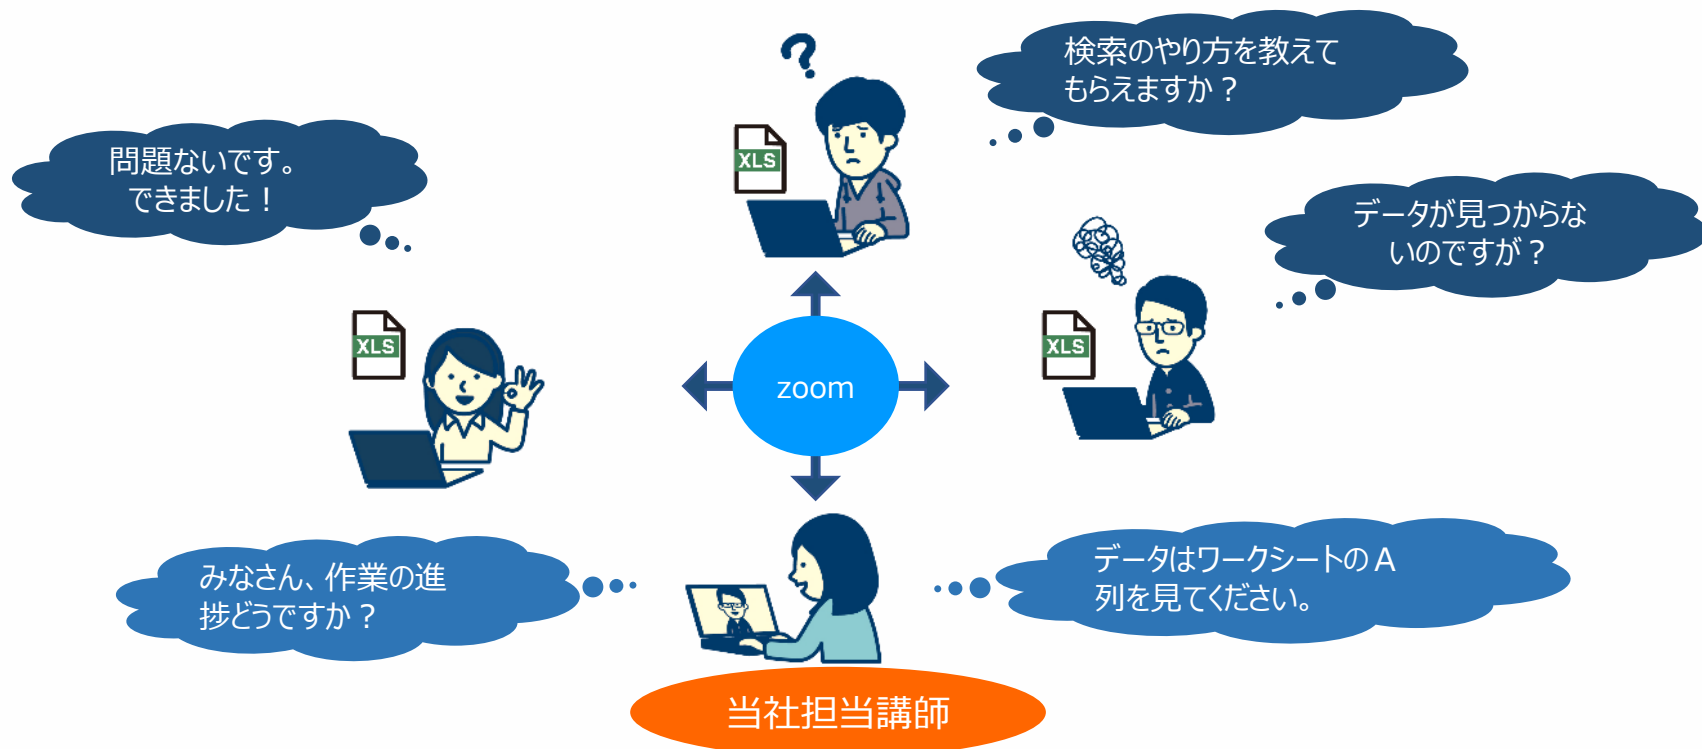 検索のやり方を教えて
もらえますか？
XLS
問題ないです。
できました！
データが見つからな
いのですが？
XLS
XLS
zoom
みなさん、作業の進
捗どうですか？
データはワークシートのA
列を見てください。
当社担当講師